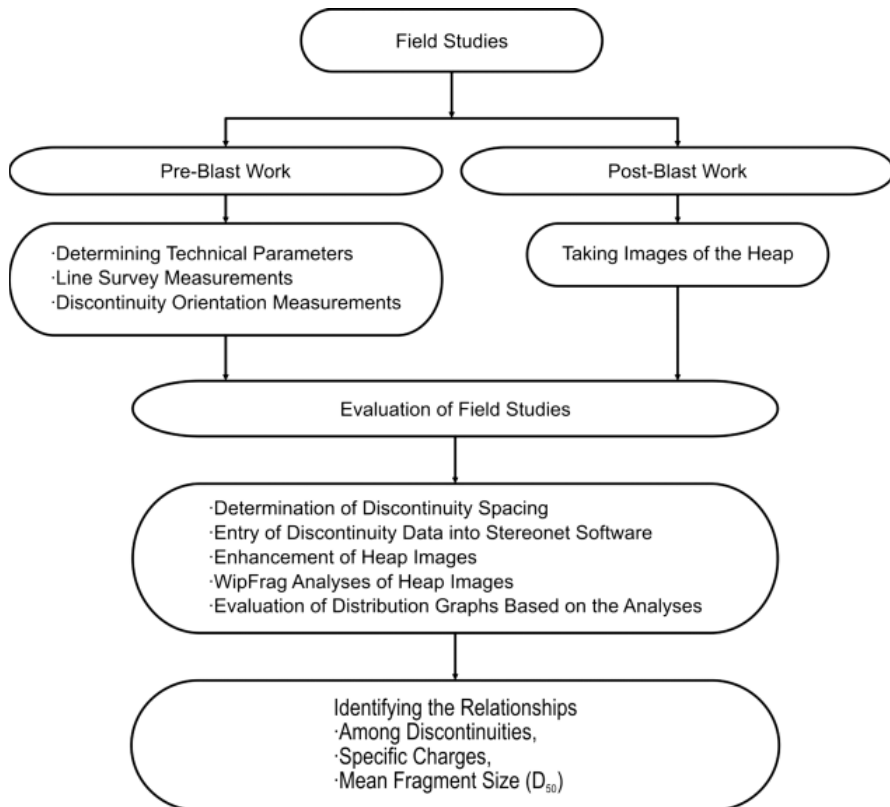 Field Studies
Pre-Blast Work
Post-Blast Work
·Determining Technical Parameters
·Line Survey Measurements
·Discontinuity Orientation Measurements
Taking Images of the Heap
Evaluation of Field Studies
·Determination of Discontinuity Spacing
·Entry of Discontinuity Data into Stereonet Software
·Enhancement of Heap Images
·WipFrag Analyses of Heap Images
·Evaluation of Distribution Graphs Based on the Analyses
Identifying the Relationships
·Among Discontinuities,
·Specific Charges,
·Mean Fragment Size (D₅₀)